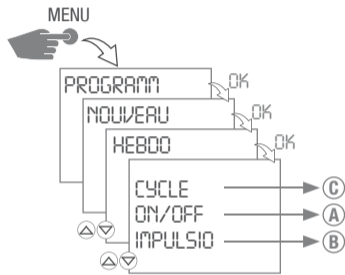 MENU
PROGRAMM
OK
NOUVEAU
OK
HEBDO
OK
CYCLE C
ON/OFF A
IMPULSIO B